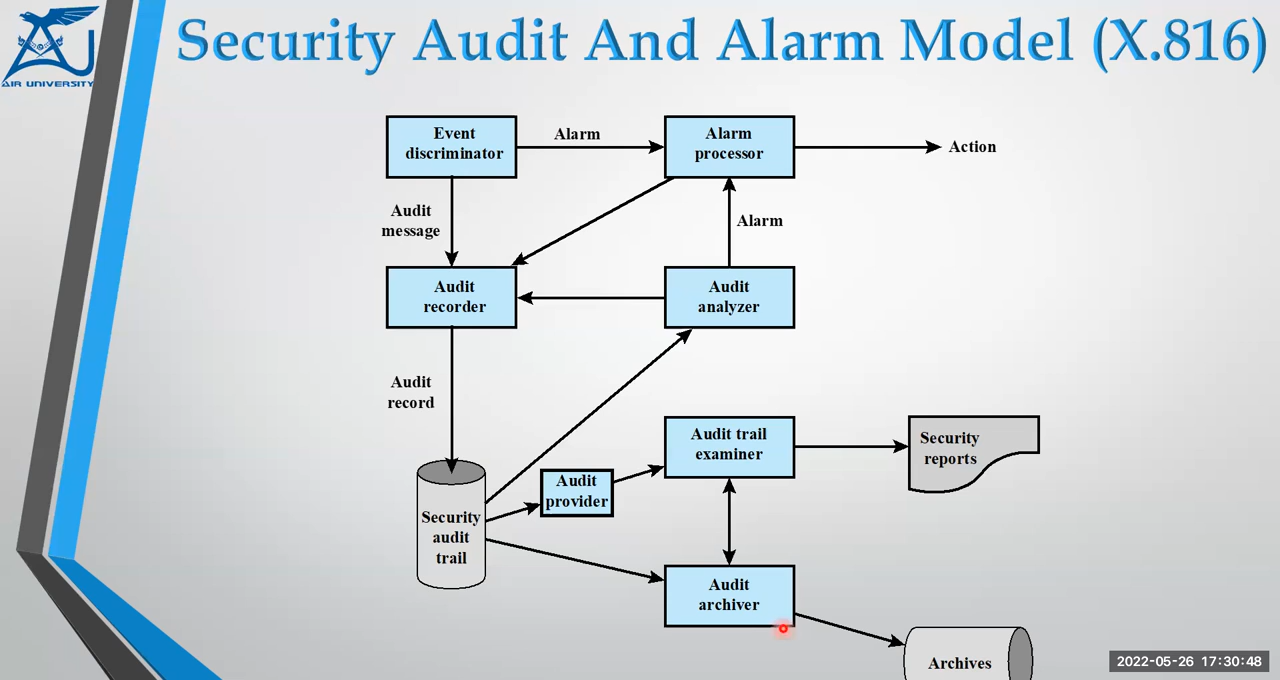 Security Audit And Alarm Model (X.816)
AIR UNIVERSITY
Event
discriminator
Alarm
Alarm
processor
Action
Audit
message
Alarm
Audit
recorder
Audit
analyzer
Audit
record
Audit trail
examiner
Security
reports
Audit
provider
Security
audit
trail
Audit
archiver
Archives
2022-05-26 17:30:48